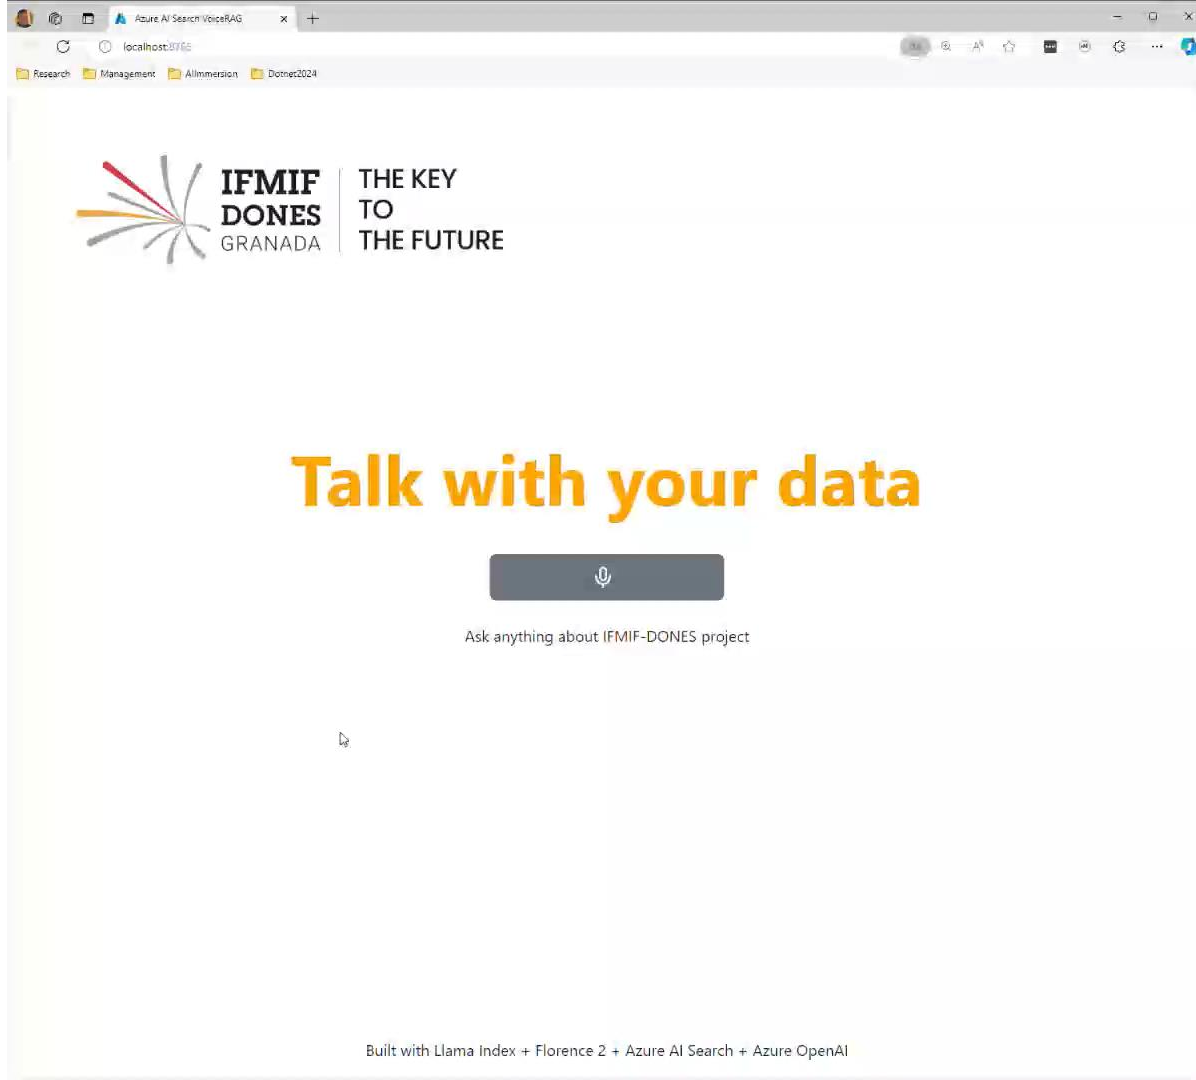 Azure AI Search VoiceRAG
localhost:8765
Research Management AIImmersion Dotnet2024
IFMIF
DONES
GRANADA
THE KEY
TO
THE FUTURE
Talk with your data
Ask anything about IFMIF-DONES project
Built with Llama Index + Florence 2 + Azure AI Search + Azure OpenAI